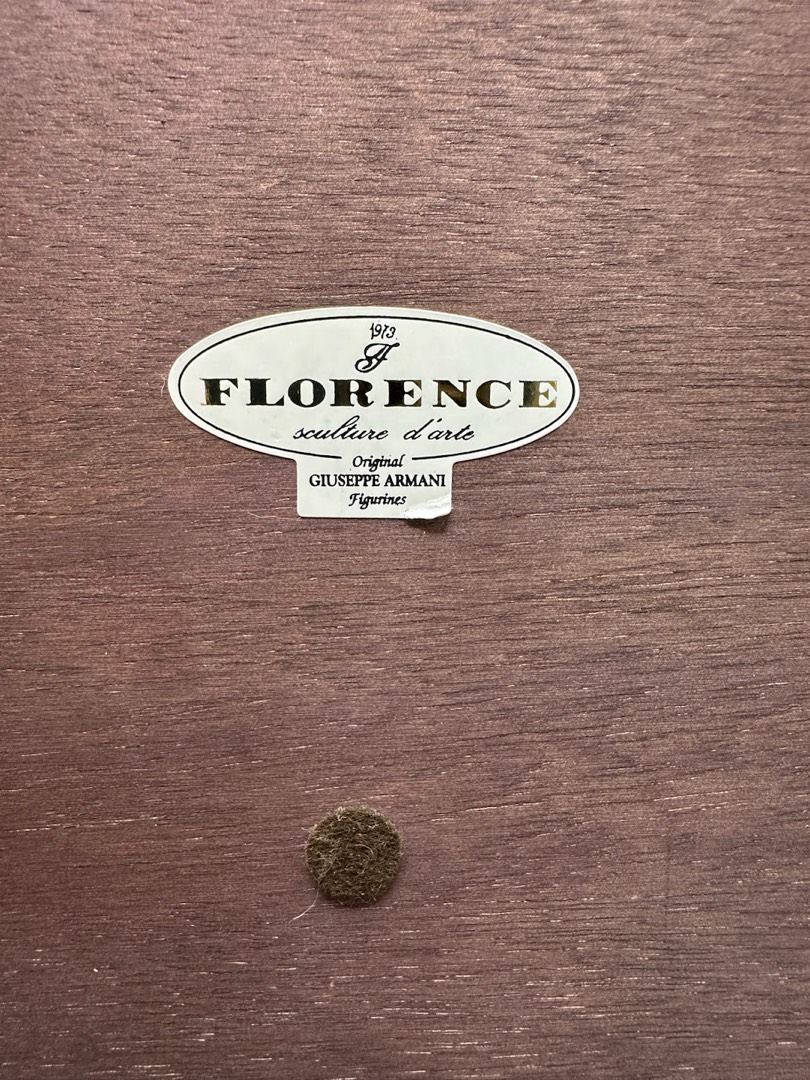 1973
F
FLORENCE
sculture d'arte
Original
GIUSEPPE ARMANI
Figurines